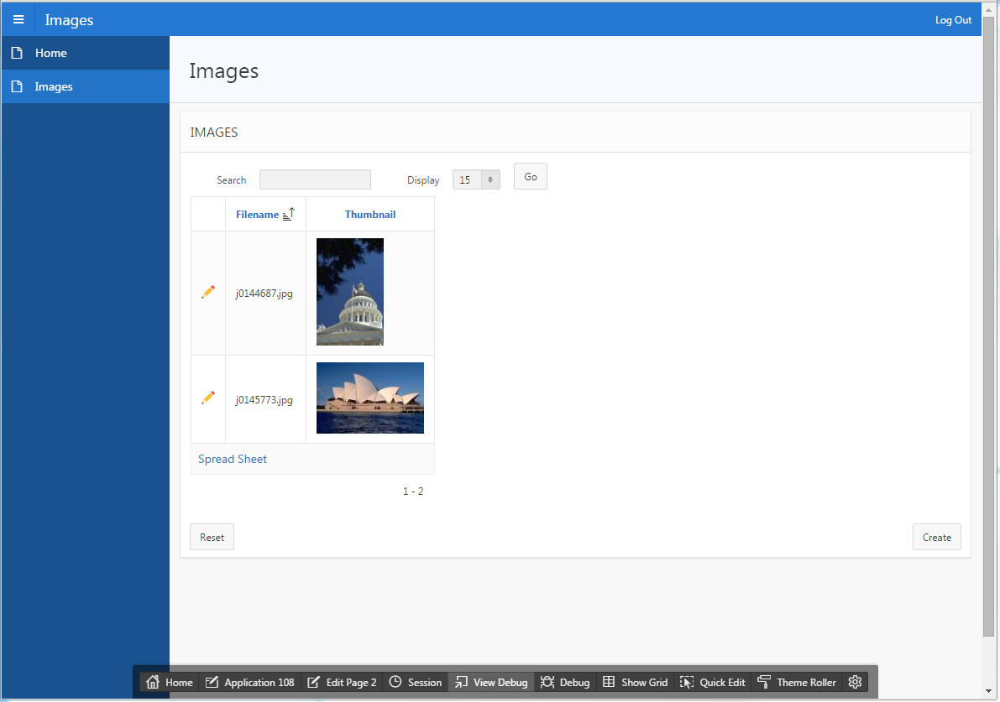 Images Log Out
Home
Images
Images
IMAGES
Search Display 15 Go
Filename Thumbnail
j0144687.jpg
j0145773.jpg
Spread Sheet
1 - 2
Reset Create
Home Application 108 Edit Page 2 Session View Debug Debug Show Grid Quick Edit Theme Roller